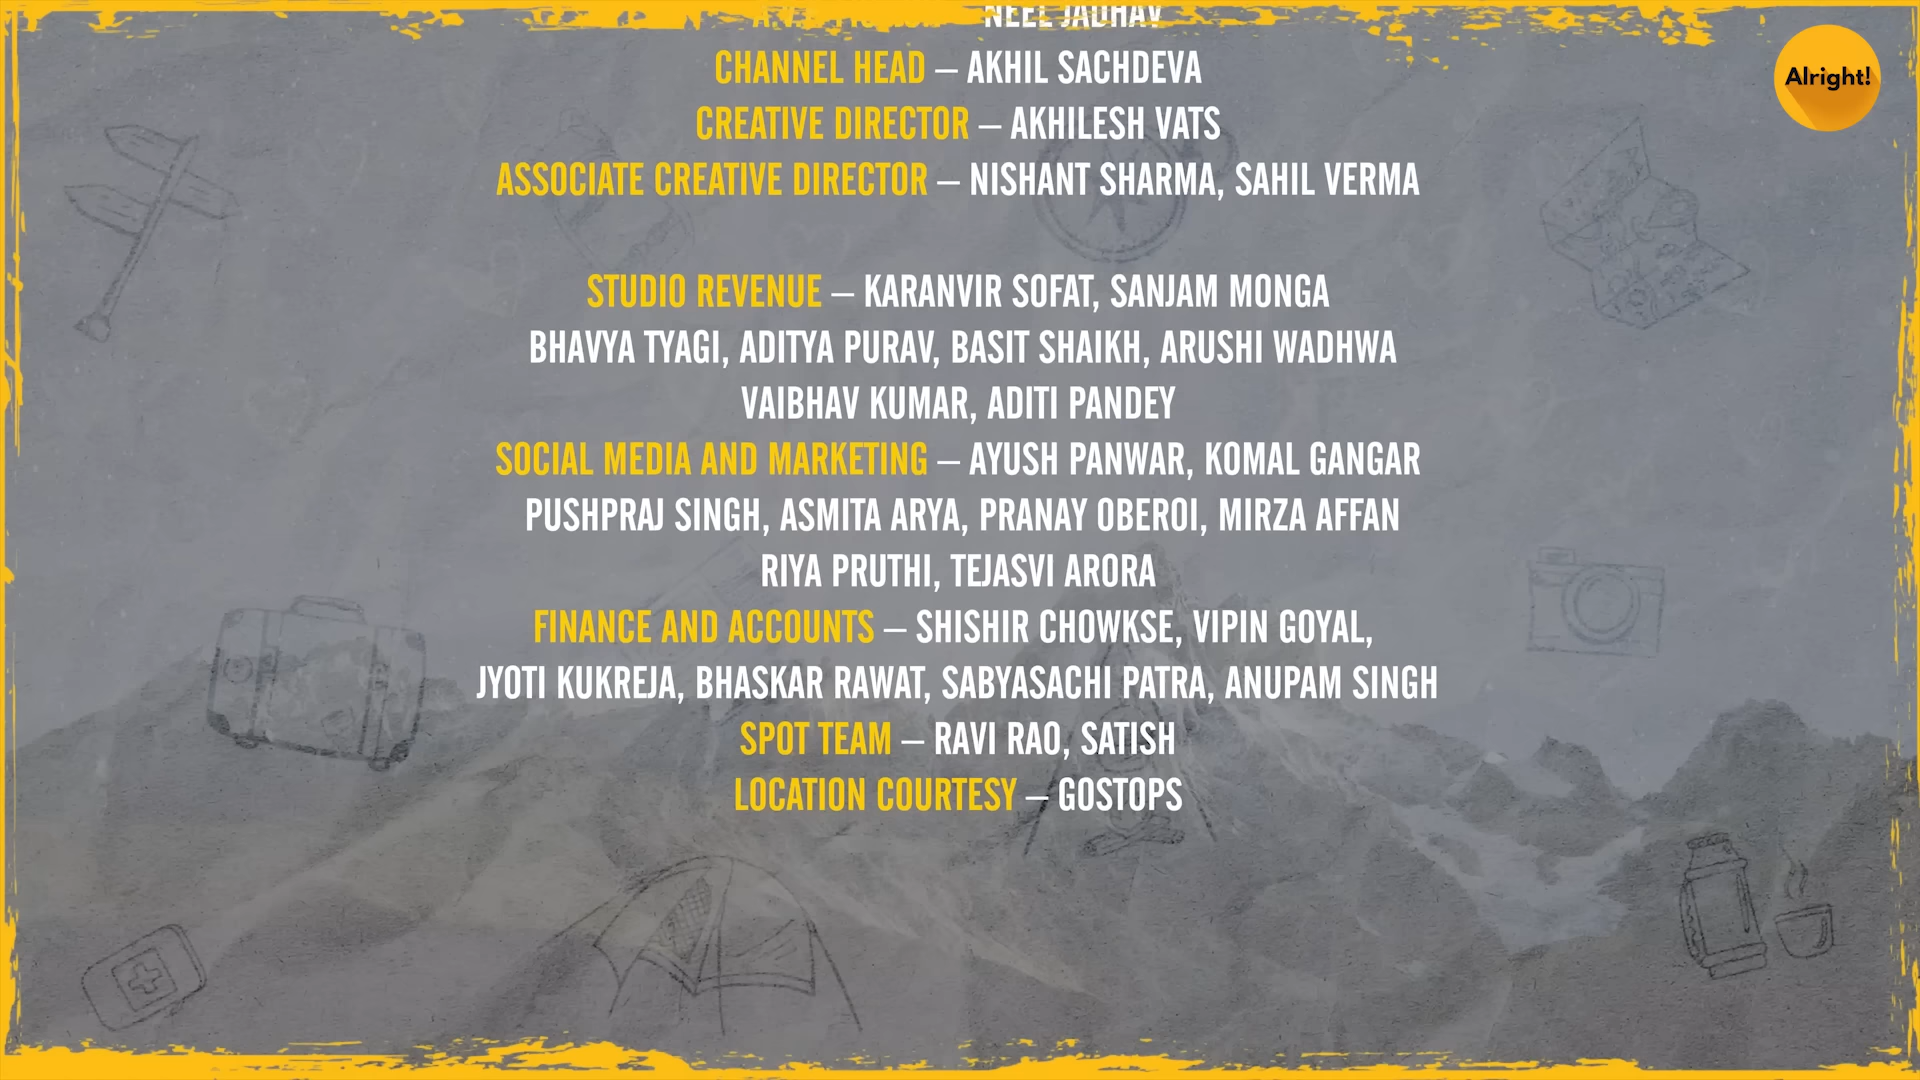 NEEL JADHAV
CHANNEL HEAD – AKHIL SACHDEVA
Alright!
CREATIVE DIRECTOR – AKHILESH VATS
ASSOCIATE CREATIVE DIRECTOR – NISHANT SHARMA, SAHIL VERMA
STUDIO REVENUE – KARANVIR SOFAT, SANJAM MONGA
BHAVYA TYAGI, ADITYA PURAV, BASIT SHAIKH, ARUSHI WADHWA
VAIBHAV KUMAR, ADITI PANDEY
SOCIAL MEDIA AND MARKETING – AYUSH PANWAR, KOMAL GANGAR
PUSHPRAJ SINGH, ASMITA ARYA, PRANAY OBEROI, MIRZA AFFAN
RIYA PRUTHI, TEJASVI ARORA
FINANCE AND ACCOUNTS – SHISHIR CHOWKSE, VIPIN GOYAL,
JYOTI KUKREJA, BHASKAR RAWAT, SABYASACHI PATRA, ANUPAM SINGH
SPOT TEAM – RAVI RAO, SATISH
LOCATION COURTESY – GOSTOPS